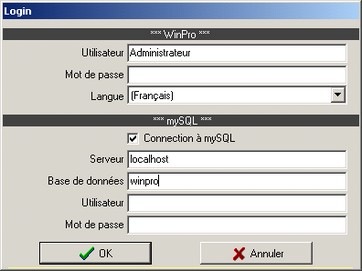 Login
*** WinPro ***
Utilisateur Administrateur
Mot de passe
Langue (Français)
*** mySQL ***
Connection à mySQL
Serveur localhost
Base de données winpro
Utilisateur
Mot de passe
OK Annuler